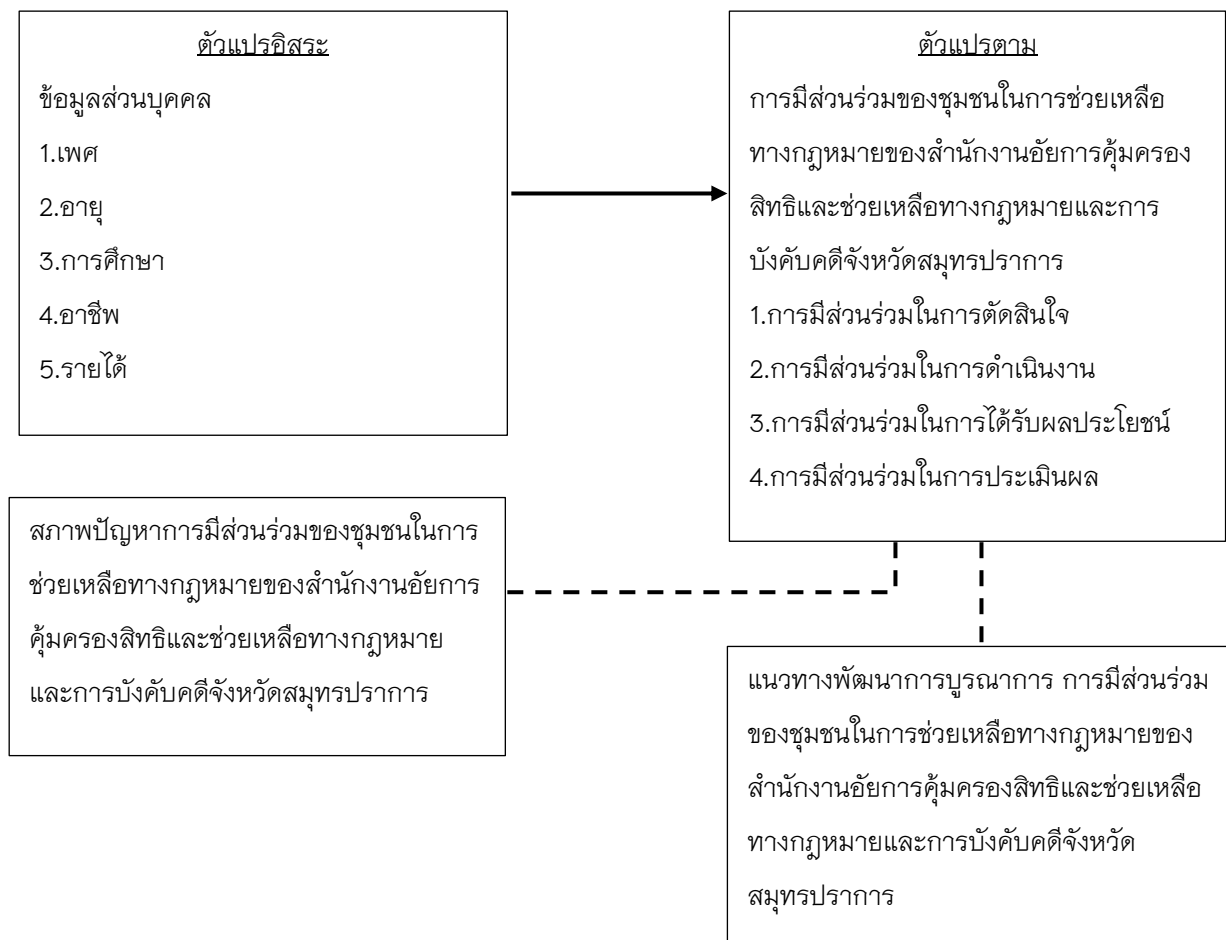 ตัวแปรอิสระ
ข้อมูลส่วนบุคคล
1.เพศ
2.อายุ
3.การศึกษา
4.อาชีพ
5.รายได้
ตัวแปรตาม
การมีส่วนร่วมของชุมชนในการช่วยเหลือ
ทางกฎหมายของสำนักงานอัยการคุ้มครอง
สิทธิและช่วยเหลือทางกฎหมายและการ
บังคับคดีจังหวัดสมุทรปราการ
1.การมีส่วนร่วมในการตัดสินใจ
2.การมีส่วนร่วมในการดำเนินงาน
3.การมีส่วนร่วมในการได้รับผลประโยชน์
4.การมีส่วนร่วมในการประเมินผล
สภาพปัญหาการมีส่วนร่วมของชุมชนในการ
ช่วยเหลือทางกฎหมายของสำนักงานอัยการ
คุ้มครองสิทธิและช่วยเหลือทางกฎหมาย
และการบังคับคดีจังหวัดสมุทรปราการ
แนวทางพัฒนาการบูรณาการ การมีส่วนร่วม
ของชุมชนในการช่วยเหลือทางกฎหมายของ
สำนักงานอัยการคุ้มครองสิทธิและช่วยเหลือ
ทางกฎหมายและการบังคับคดีจังหวัด
สมุทรปราการ